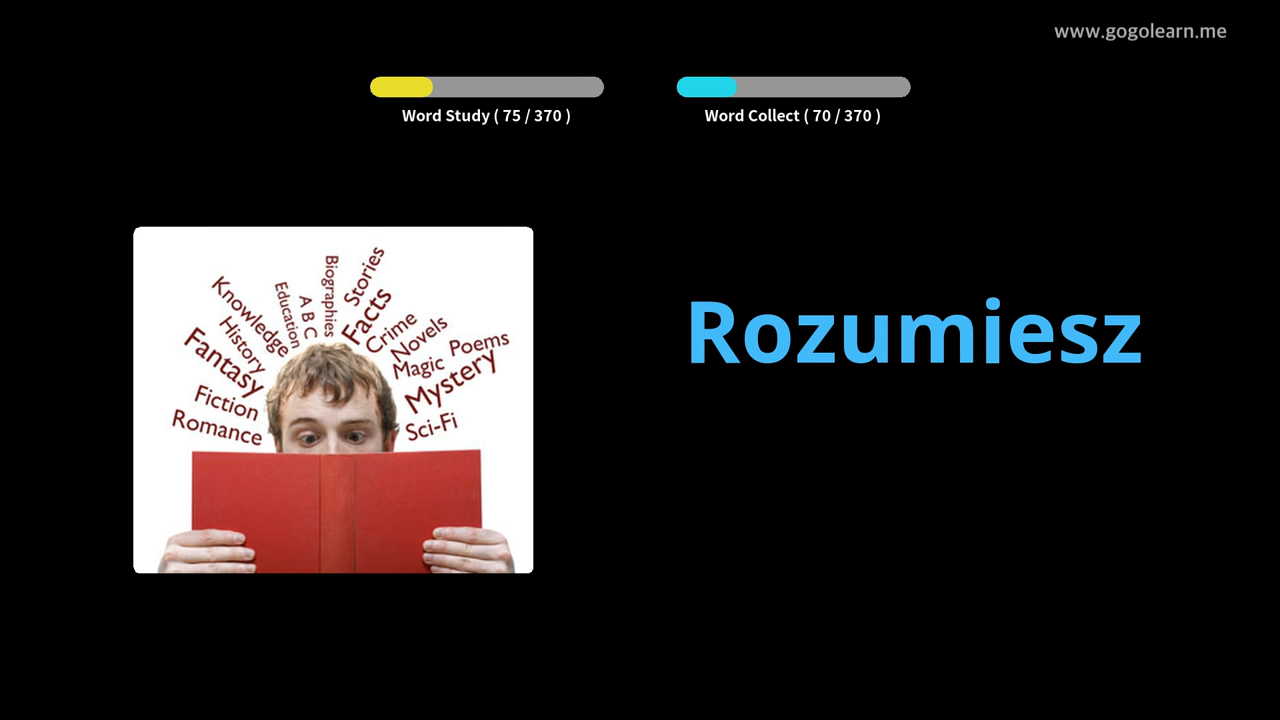 www.gogolearn.me
Word Study ( 75 / 370 )
Word Collect ( 70 / 370 )
Rozumiesz
Knowledge
History
Fantasy
Fiction
Romance
Education
A B C
Biographies
Stories
Facts
Crime
Novels
Magic
Poems
Mystery
Sci-Fi